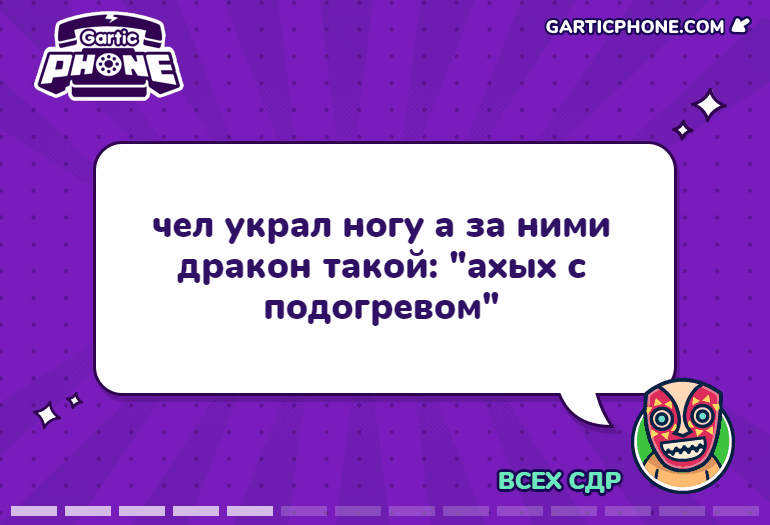 Gartic
PHONE
GARTICPHONE.COM
чел украл ногу а за ними
дракон такой: "ахых с
подогревом"
ВСЕХ СДР